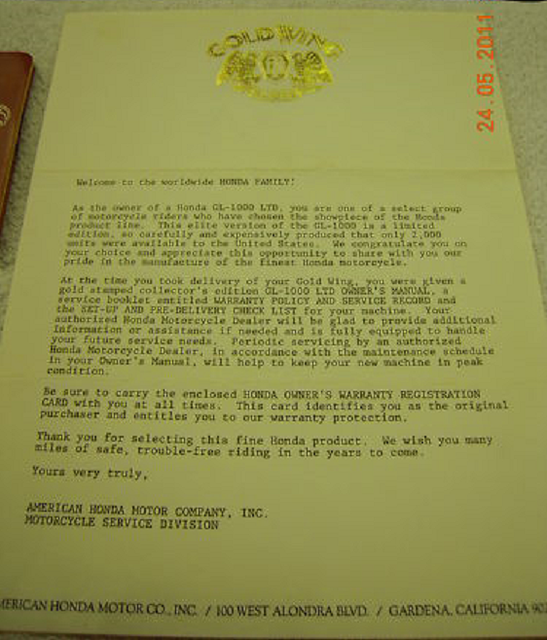 GOLD WING
24.05.2011
Welcome to the worldwide HONDA FAMILY!
As the owner of a Honda GL-1000 LTD, you are one of a select group
of motorcycle riders who have chosen the showpiece of the Honda
product line. This elite version of the GL-1000 is a limited
edition, so carefully and expensively produced that only 2,000
units were available to the United States. We congratulate you on
your choice and appreciate this opportunity to share with you our
pride in the manufacture of the finest Honda motorcycle.
At the time you took delivery of your Gold Wing, you were given a
gold stamped collector's edition GL-1000 LTD OWNER'S MANUAL, a
service booklet entitled WARRANTY POLICY AND SERVICE RECORD and
the SET-UP AND PRE-DELIVERY CHECK LIST for your machine. Your
authorized Honda Motorcycle Dealer will be glad to provide additional
information or assistance if needed and is fully equipped to handle
your future service needs. Periodic servicing by an authorized
Honda Motorcycle Dealer, in accordance with the maintenance schedule
in your Owner's Manual, will help to keep your new machine in peak
condition.
Be sure to carry the enclosed HONDA OWNER'S WARRANTY REGISTRATION
CARD with you at all times. This card identifies you as the original
purchaser and entitles you to our warranty protection.
Thank you for selecting this fine Honda product. We wish you many
miles of safe, trouble-free riding in the years to come.
Yours very truly,
AMERICAN HONDA MOTOR COMPANY, INC.
MOTORCYCLE SERVICE DIVISION
MERICAN HONDA MOTOR CO., INC. / 100 WEST ALONDRA BLVD. / GARDENA, CALIFORNIA 902